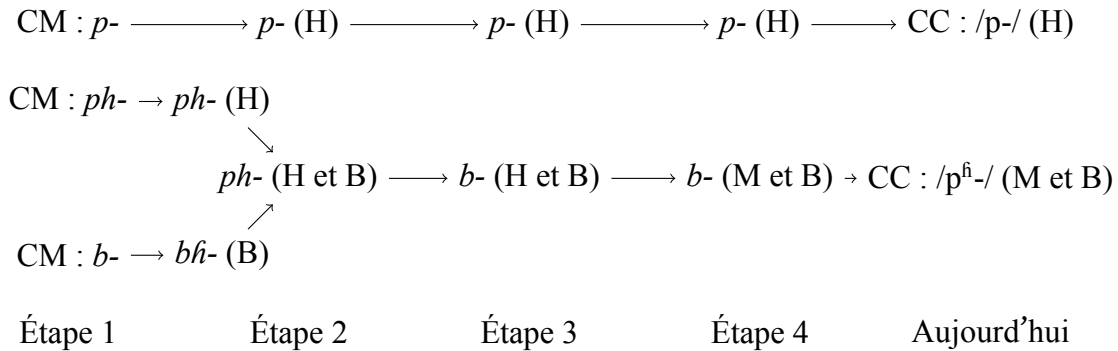 CM : p- ⟶ p- (H) ⟶ p- (H) ⟶ p- (H) ⟶ CC : /p-/ (H)
CM : ph- → ph- (H)
↘
ph- (H et B) ⟶ b- (H et B) ⟶ b- (M et B) → CC : /pʱ-/ (M et B)
↗
CM : b- ⟶ bɦ- (B)
Étape 1 Étape 2 Étape 3 Étape 4 Aujourd'hui